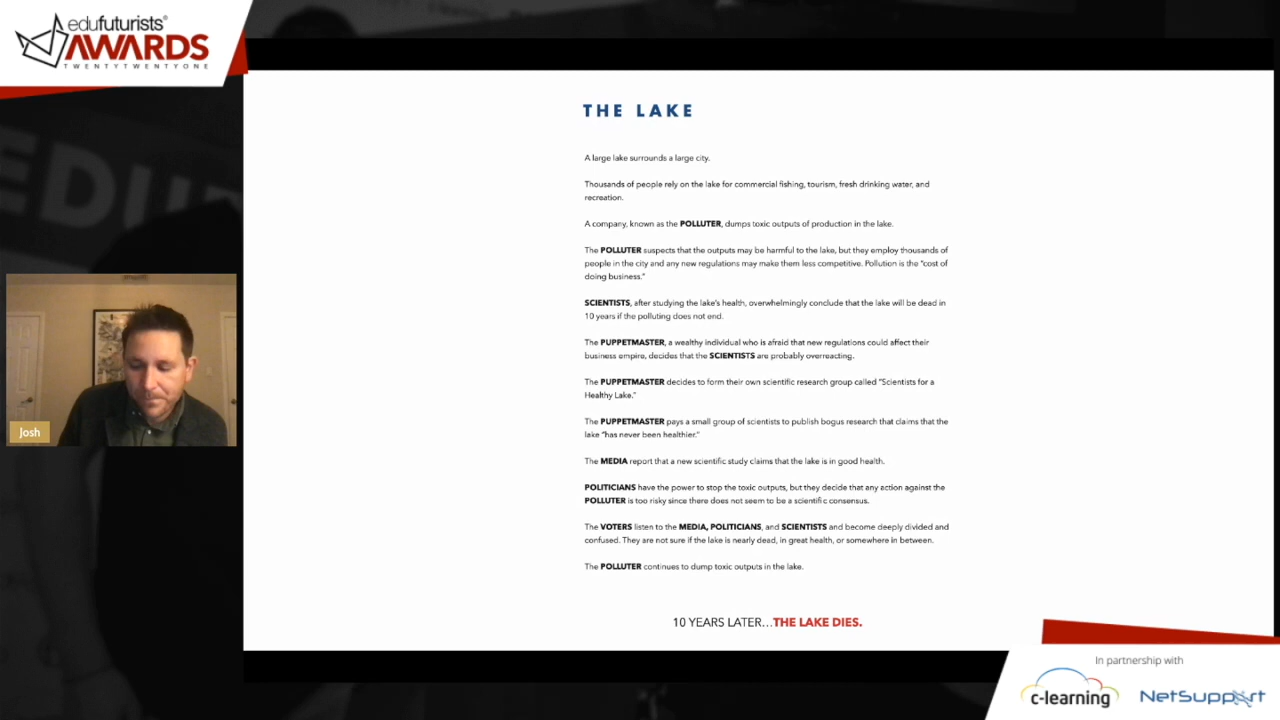 edufuturists®
AWARDS
TWENTYTWENTYONE
THE LAKE
A large lake surrounds a large city.
Thousands of people rely on the lake for commercial fishing, tourism, fresh drinking water, and
recreation.
A company, known as the POLLUTER, dumps toxic outputs of production in the lake.
The POLLUTER suspects that the outputs may be harmful to the lake, but they employ thousands of
people in the city and any new regulations may make them less competitive. Pollution is the "cost of
doing business."
SCIENTISTS, after studying the lake's health, overwhelmingly conclude that the lake will be dead in
10 years if the polluting does not end.
The PUPPETMASTER, a wealthy individual who is afraid that new regulations could affect their
business empire, decides that the SCIENTISTS are probably overreacting.
The PUPPETMASTER decides to form their own scientific research group called "Scientists for a
Healthy Lake."
The PUPPETMASTER pays a small group of scientists to publish bogus research that claims that the
lake "has never been healthier."
The MEDIA report that a new scientific study claims that the lake is in good health.
POLITICIANS have the power to stop the toxic outputs, but they decide that any action against the
POLLUTER is too risky since there does not seem to be a scientific consensus.
The VOTERS listen to the MEDIA, POLITICIANS, and SCIENTISTS and become deeply divided and
confused. They are not sure if the lake is nearly dead, in great health, or somewhere in between.
The POLLUTER continues to dump toxic outputs in the lake.
10 YEARS LATER...THE LAKE DIES.
Josh
In partnership with
c-learning
NetSupport